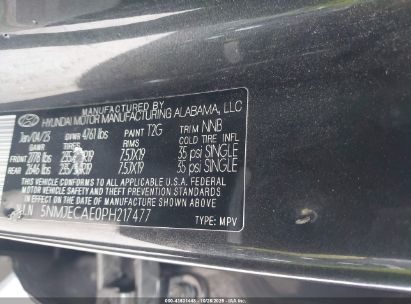 MANUFACTURED BY
HYUNDAI MOTOR MANUFACTURING ALABAMA, LLC
Jan/04/23 GVWR 4761 lbs PAINT T2G TRIM NNB
GAWR RIMS COLD TIRE INFL
FRONT 2778 lbs 7.5JX19 35 psi SINGLE
REAR 2646 lbs 7.5JX19 35 psi SINGLE
THIS VEHICLE CONFORMS TO ALL APPLICABLE U.S.A. FEDERAL
MOTOR VEHICLE SAFETY AND THEFT PREVENTION STANDARDS
IN EFFECT ON THE DATE OF MANUFACTURE SHOWN ABOVE.
5NMJECAE0PH217477 TYPE: MPV